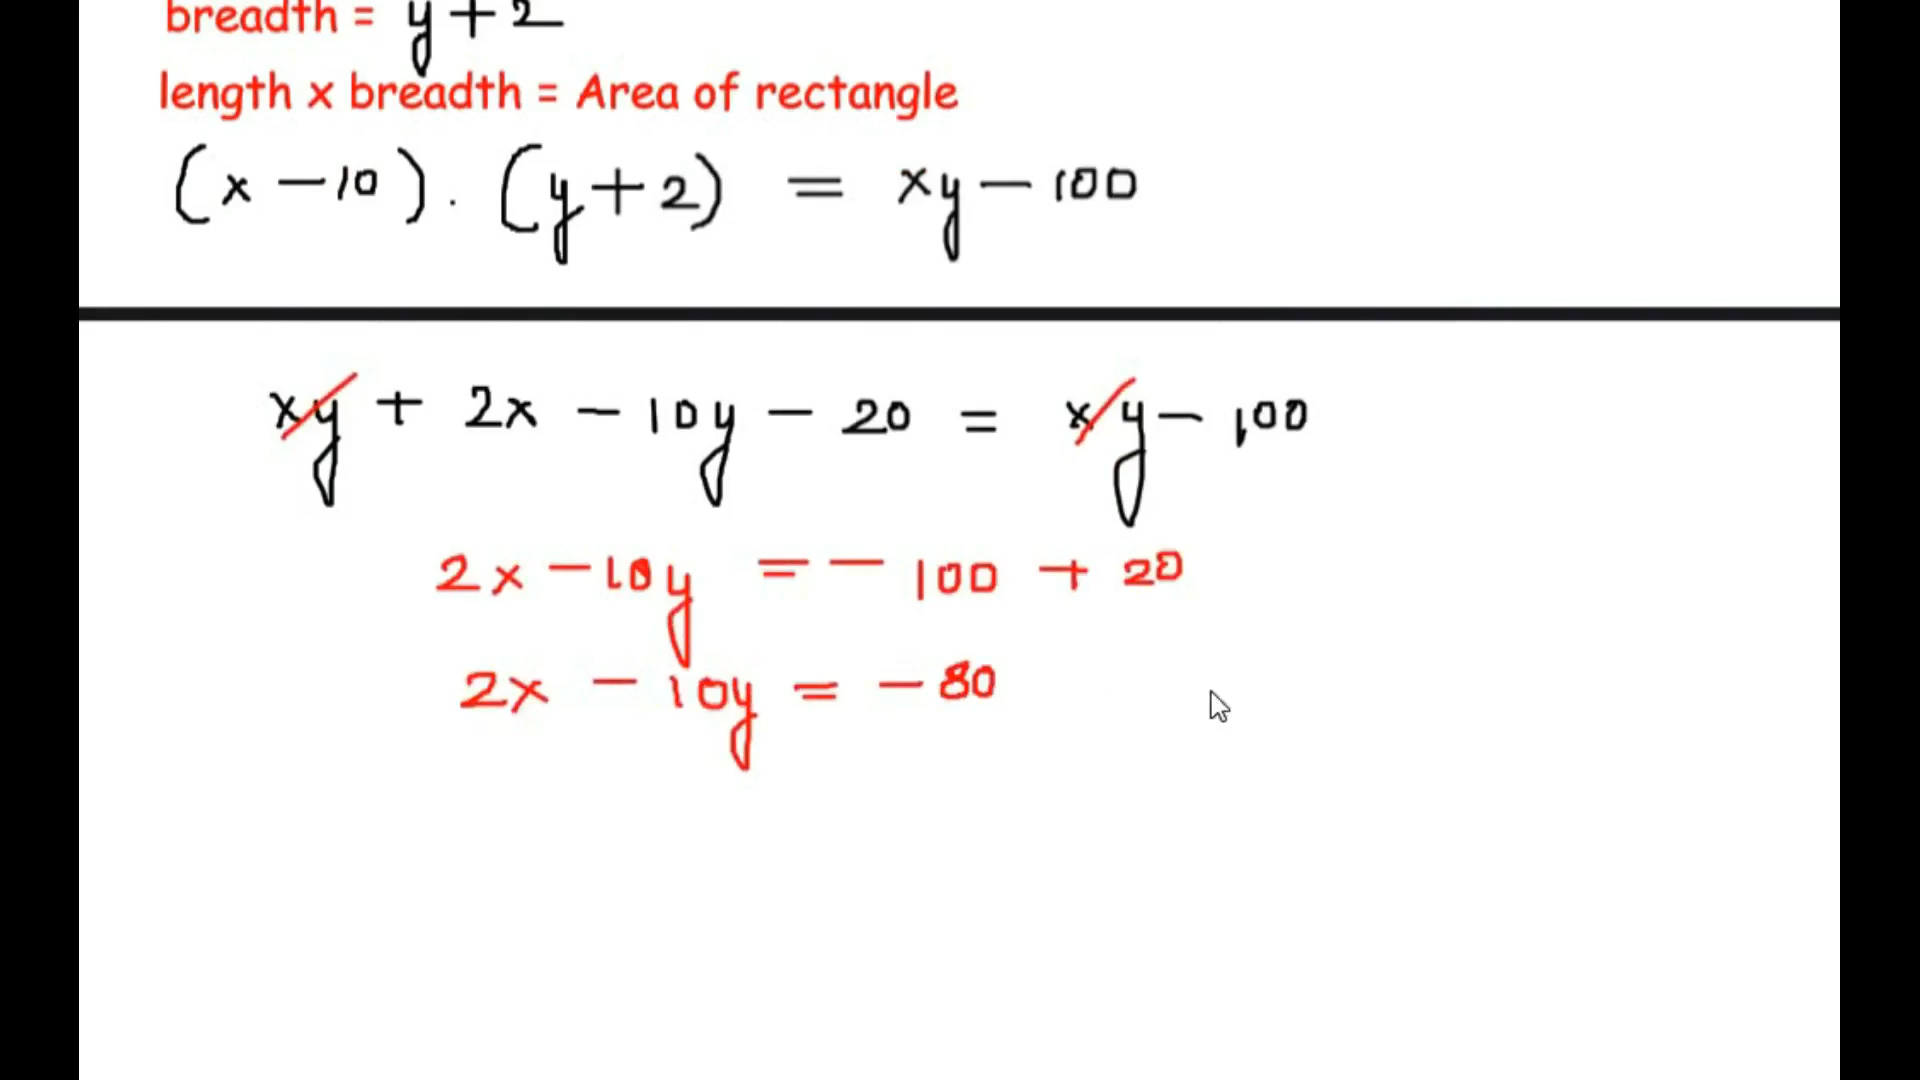 breadth = y + 2
length x breadth = Area of rectangle
(x - 10) . (y + 2) = xy - 100
xy + 2x - 10y - 20 = xy - 100
2x - 10y = - 100 + 20
2x - 10y = - 80